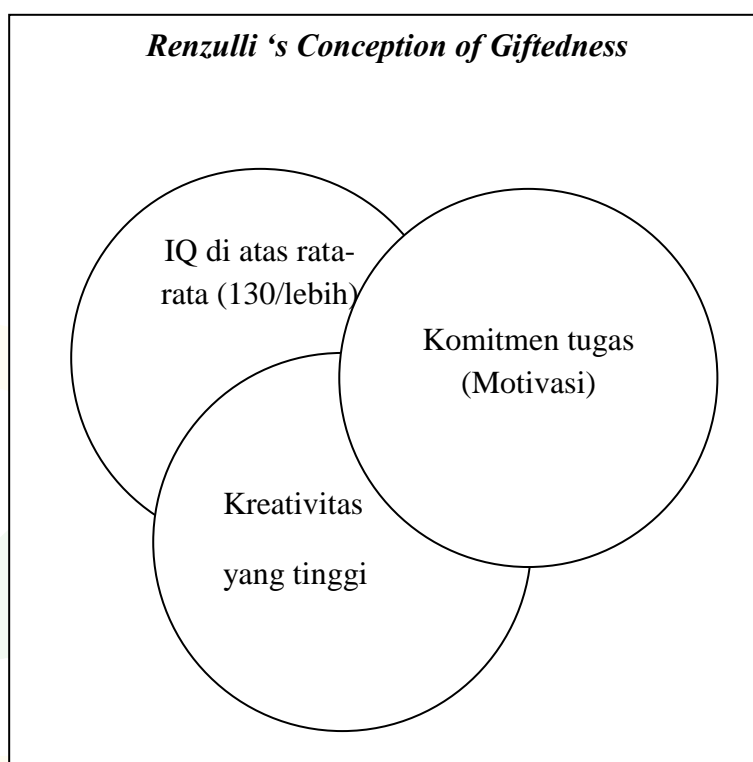 Renzulli ‘s Conception of Giftedness
IQ di atas rata-
rata (130/lebih)
Komitmen tugas
(Motivasi)
Kreativitas
yang tinggi